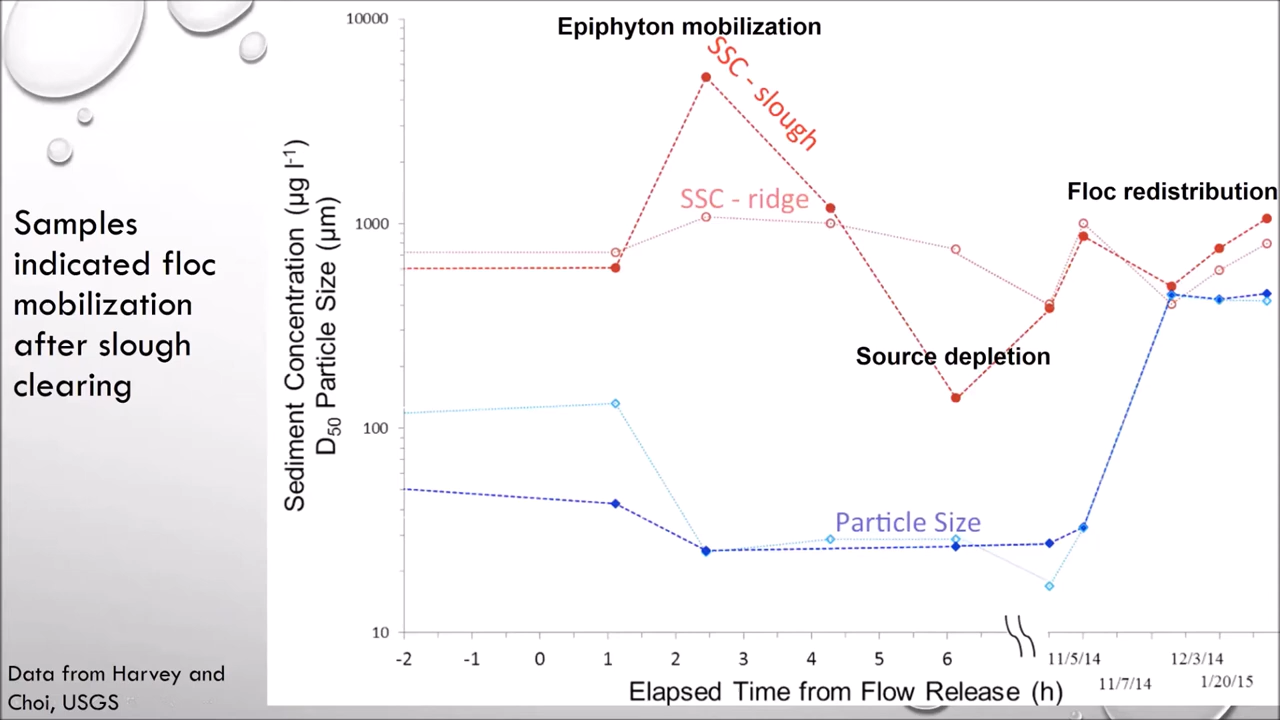 Samples
indicated floc
mobilization
after slough
clearing
Data from Harvey and
Choi, USGS
Epiphyton mobilization
SSC - slough
SSC - ridge
Floc redistribution
Source depletion
Particle Size
Sediment Concentration (µg l⁻¹)
D₅₀ Particle Size (µm)
10000
1000
100
10
-2 -1 0 1 2 3 4 5 6 11/5/14 12/3/14
11/7/14 1/20/15
Elapsed Time from Flow Release (h)